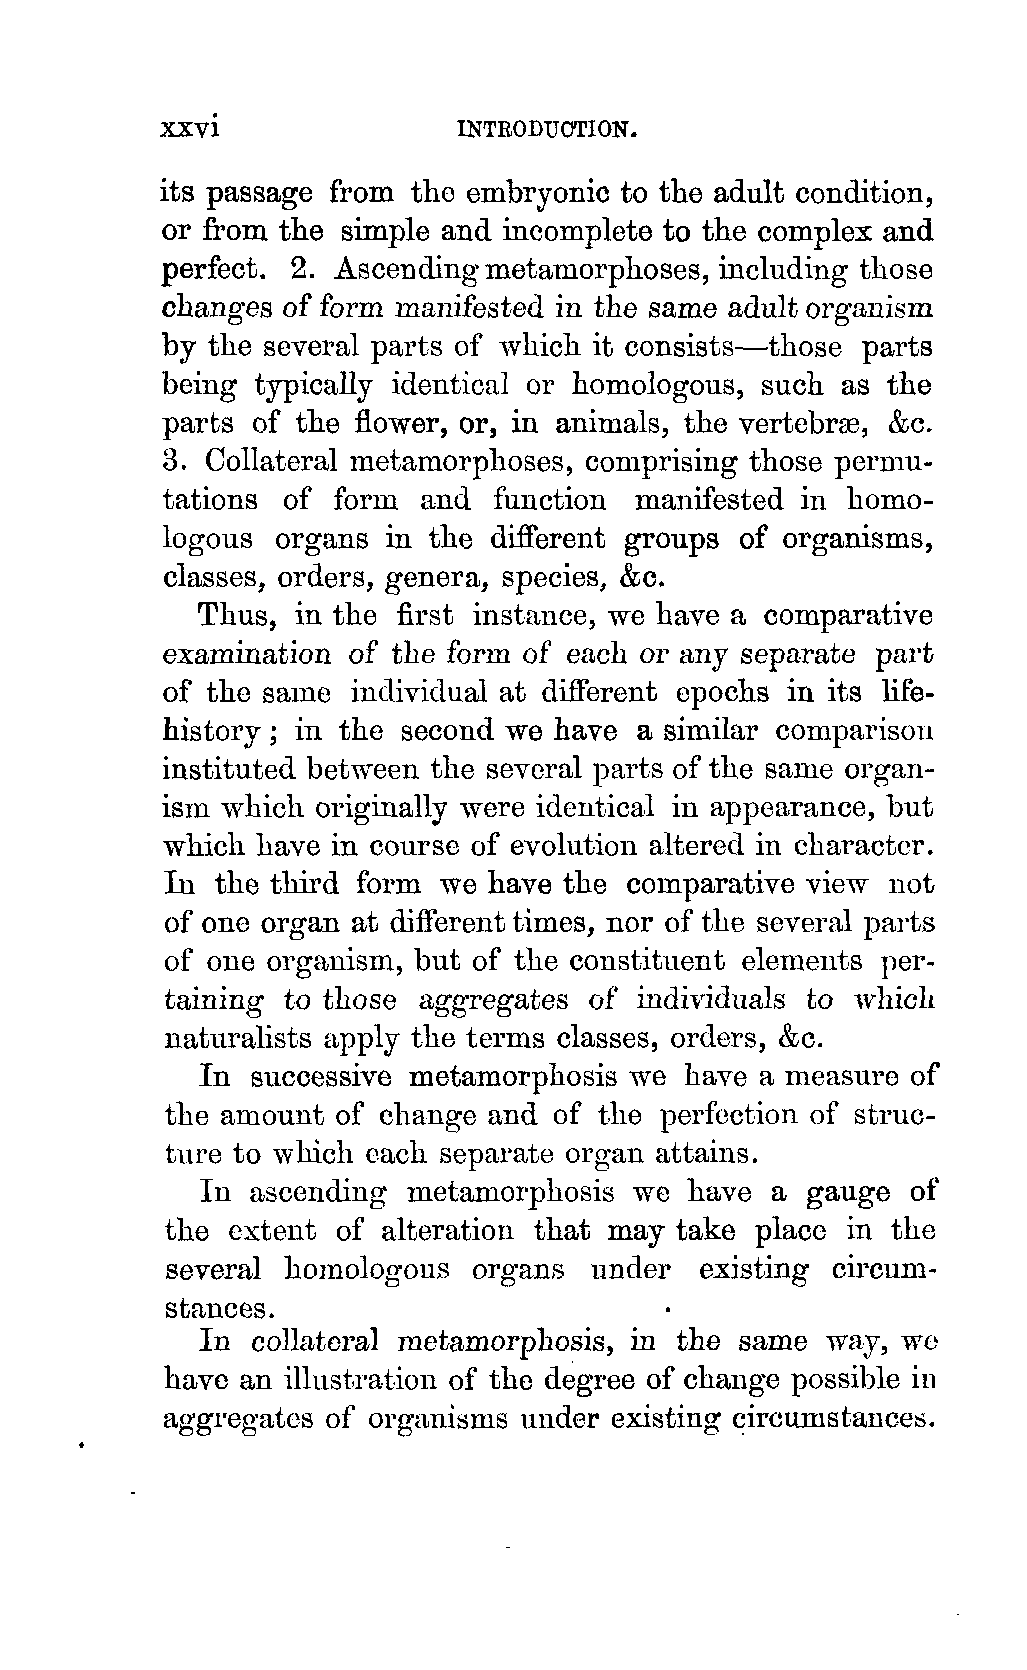 xxvi INTRODUCTION.
its passage from the embryonic to the adult condition,
or from the simple and incomplete to the complex and
perfect. 2. Ascending metamorphoses, including those
changes of form manifested in the same adult organism
by the several parts of which it consists—those parts
being typically identical or homologous, such as the
parts of the flower, or, in animals, the vertebræ, &c.
3. Collateral metamorphoses, comprising those permu-
tations of form and function manifested in homo-
logous organs in the different groups of organisms,
classes, orders, genera, species, &c.
Thus, in the first instance, we have a comparative
examination of the form of each or any separate part
of the same individual at different epochs in its life-
history; in the second we have a similar comparison
instituted between the several parts of the same organ-
ism which originally were identical in appearance, but
which have in course of evolution altered in character.
In the third form we have the comparative view not
of one organ at different times, nor of the several parts
of one organism, but of the constituent elements per-
taining to those aggregates of individuals to which
naturalists apply the terms classes, orders, &c.
In successive metamorphosis we have a measure of
the amount of change and of the perfection of struc-
ture to which each separate organ attains.
In ascending metamorphosis we have a gauge of
the extent of alteration that may take place in the
several homologous organs under existing circum-
stances.
In collateral metamorphosis, in the same way, we
have an illustration of the degree of change possible in
aggregates of organisms under existing circumstances.